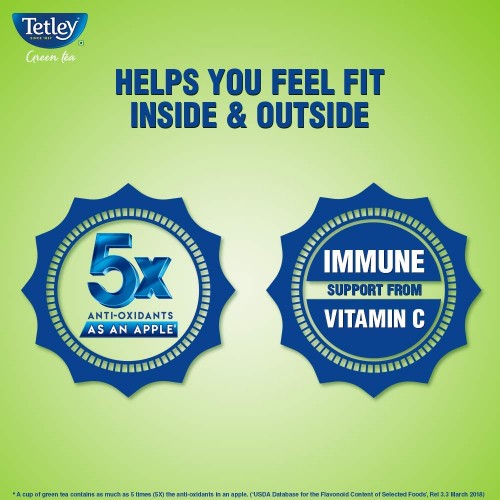 Tetley
SINCE 1837
Green tea
HELPS YOU FEEL FIT
INSIDE & OUTSIDE
5x
ANTI-OXIDANTS
AS AN APPLE*
IMMUNE
SUPPORT FROM
VITAMIN C
* A cup of green tea contains as much as 5 times (5X) the anti-oxidants in an apple. ('USDA Database for the Flavonoid Content of Selected Foods', Rel 3.3 March 2018)